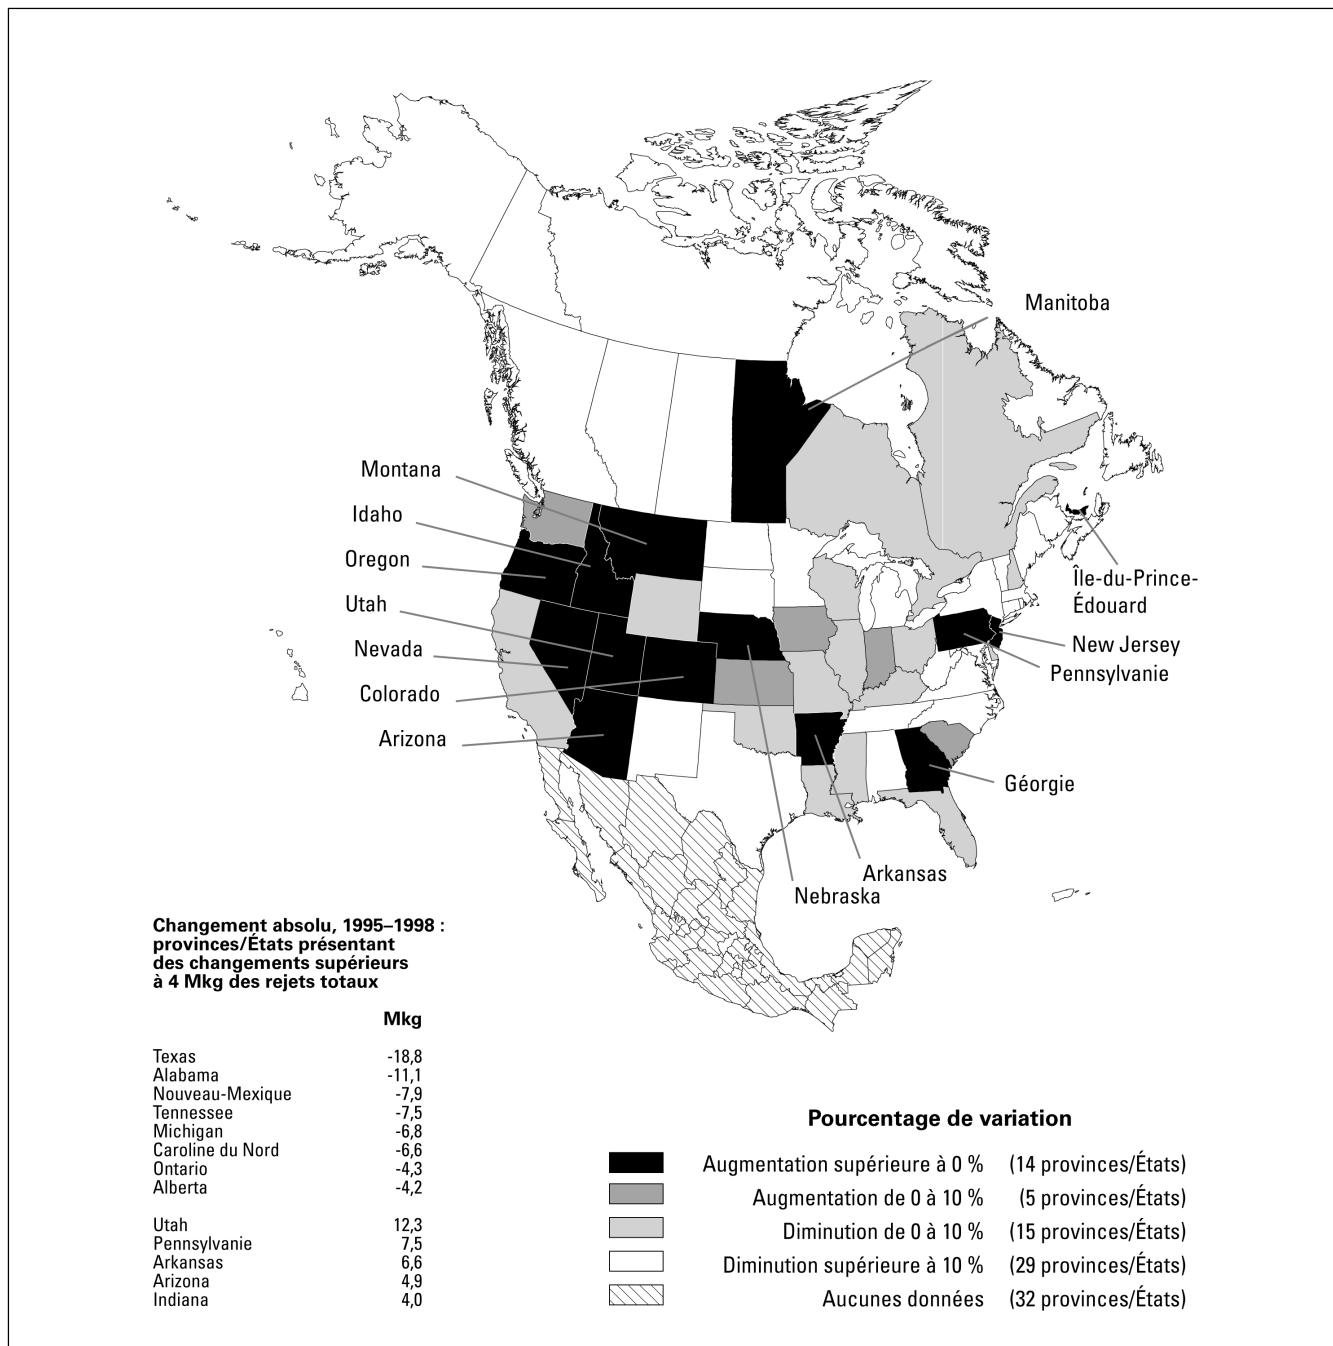 Manitoba
Montana
Idaho
Oregon
Utah
Nevada
Colorado
Arizona
Île-du-Prince-
Édouard
New Jersey
Pennsylvanie
Géorgie
Arkansas
Nebraska
Changement absolu, 1995–1998 :
provinces/États présentant
des changements supérieurs
à 4 Mkg des rejets totaux
Mkg
Texas -18,8
Alabama -11,1
Nouveau-Mexique -7,9
Tennessee -7,5
Michigan -6,8
Caroline du Nord -6,6
Ontario -4,3
Alberta -4,2
Utah 12,3
Pennsylvanie 7,5
Arkansas 6,6
Arizona 4,9
Indiana 4,0
Pourcentage de variation
Augmentation supérieure à 0 % (14 provinces/États)
Augmentation de 0 à 10 % (5 provinces/États)
Diminution de 0 à 10 % (15 provinces/États)
Diminution supérieure à 10 % (29 provinces/États)
Aucunes données (32 provinces/États)